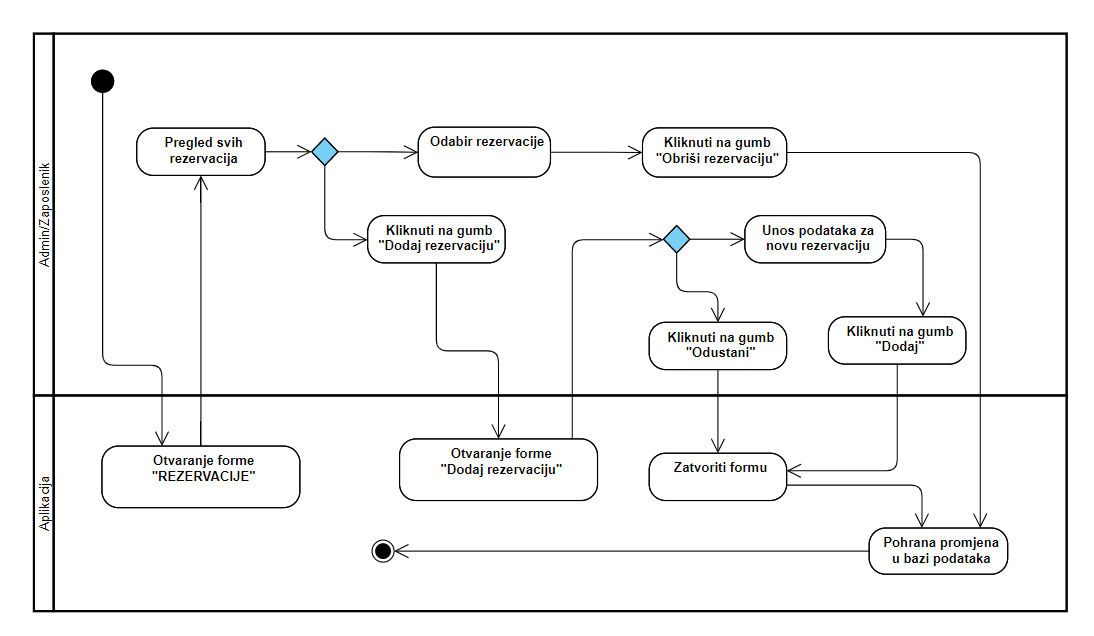 Admin/Zaposlenik
Pregled svih
rezervacija
Odabir rezervacije
Kliknuti na gumb
"Obriši rezervaciju"
Kliknuti na gumb
"Dodaj rezervaciju"
Unos podataka za
novu rezervaciju
Kliknuti na gumb
"Odustani"
Kliknuti na gumb
"Dodaj"
Aplikacija
Otvaranje forme
"REZERVACIJE"
Otvaranje forme
"Dodaj rezervaciju"
Zatvoriti formu
Pohrana promjena
u bazi podataka